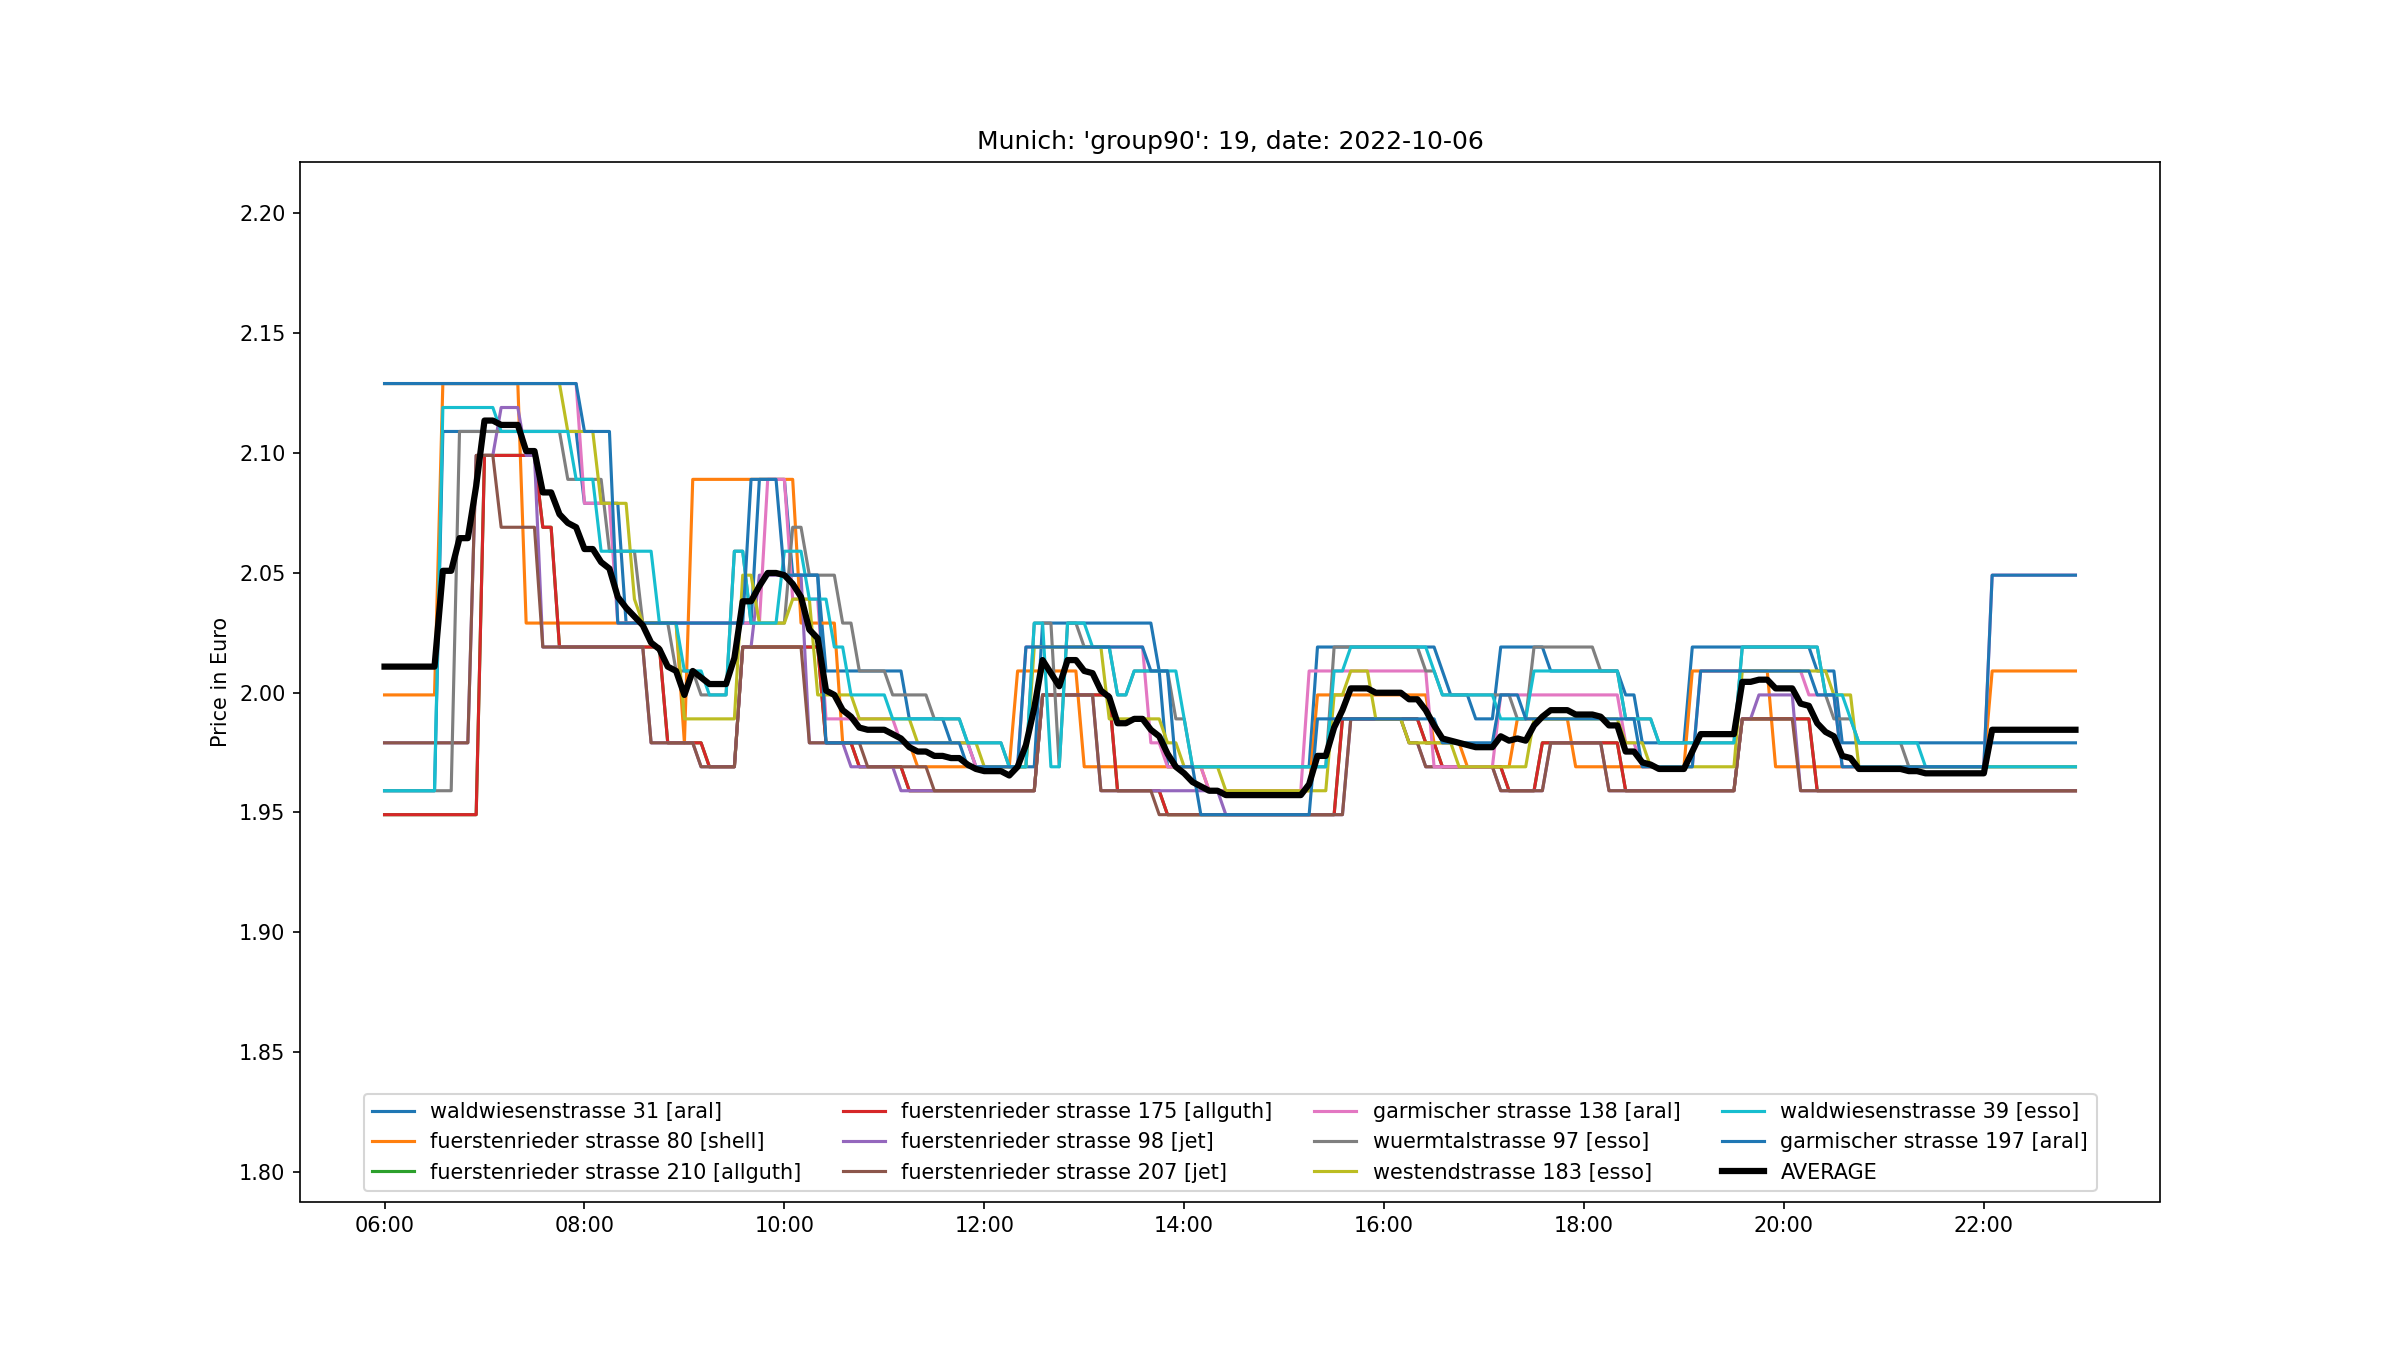 Munich: 'group90': 19, date: 2022-10-06
Price in Euro
2.20
2.15
2.10
2.05
2.00
1.95
1.90
1.85
1.80
waldwiesenstrasse 31 [aral]
fuerstenrieder strasse 80 [shell]
fuerstenrieder strasse 210 [allguth]
fuerstenrieder strasse 175 [allguth]
fuerstenrieder strasse 98 [jet]
fuerstenrieder strasse 207 [jet]
garmischer strasse 138 [aral]
wuermtalstrasse 97 [esso]
westendstrasse 183 [esso]
waldwiesenstrasse 39 [esso]
garmischer strasse 197 [aral]
AVERAGE
06:00 08:00 10:00 12:00 14:00 16:00 18:00 20:00 22:00